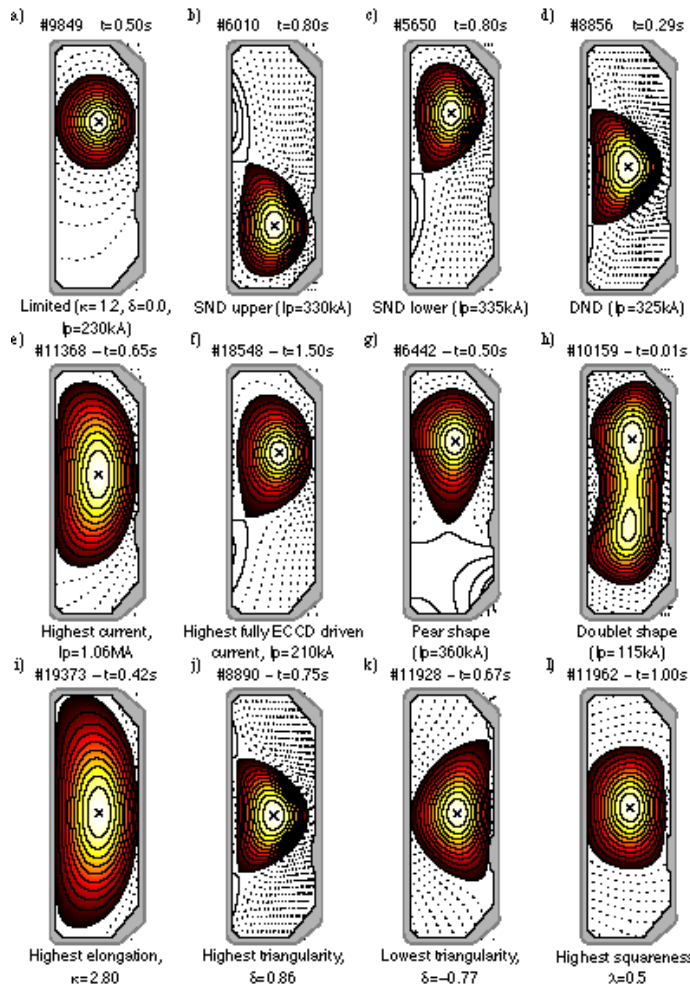 a) #9849 t=0.50s b) #6010 t=0.80s c) #5650 t=0.80s d) #8856 t=0.29s
Limited (κ=1.2, δ=0.0, Ip=230kA) SND upper (Ip=330kA) SND lower (Ip=335kA) DND (Ip=325kA)
e) #11368 – t=0.65s f) #18548 – t=1.50s g) #6442 – t=0.50s h) #10159 – t=0.01s
Highest current, Highest fully ECCD driven Pear shape Doublet shape
Ip=1.06MA current, Ip=210kA (Ip=360kA) (Ip=115kA)
i) #19373 – t=0.42s j) #8890 – t=0.75s k) #11928 – t=0.67s l) #11962 – t=1.00s
Highest elongation, Highest triangularity, Lowest triangularity, Highest squareness
κ=2.80 δ=0.86 δ=–0.77 λ=0.5